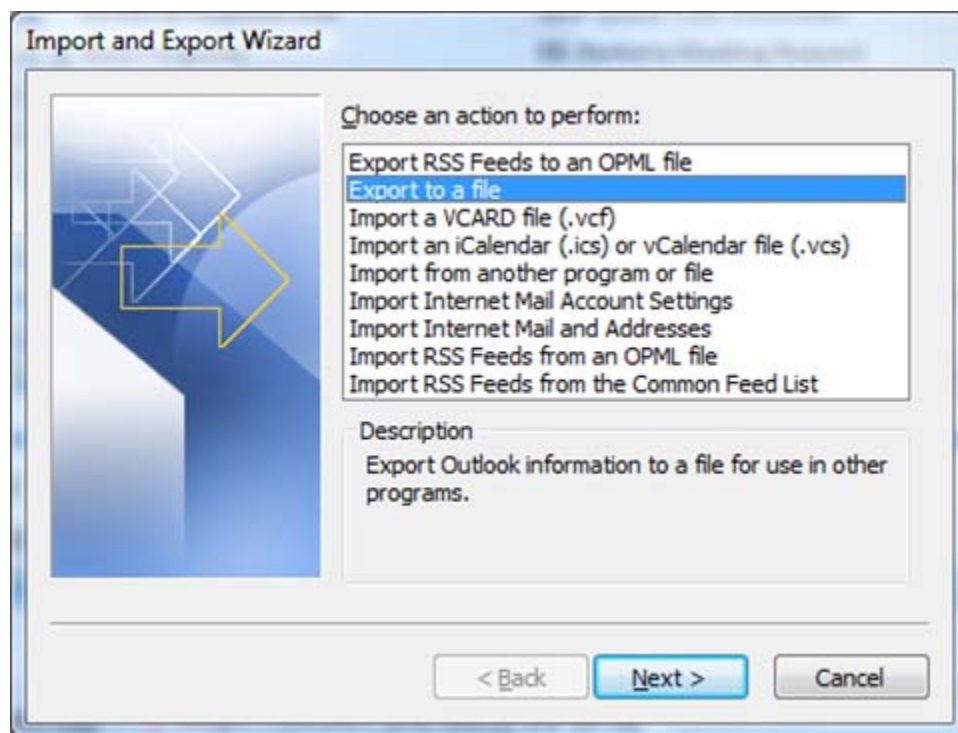 Import and Export Wizard
Choose an action to perform:
Export RSS Feeds to an OPML file
Export to a file
Import a VCARD file (.vcf)
Import an iCalendar (.ics) or vCalendar file (.vcs)
Import from another program or file
Import Internet Mail Account Settings
Import Internet Mail and Addresses
Import RSS Feeds from an OPML file
Import RSS Feeds from the Common Feed List
Description
Export Outlook information to a file for use in other
programs.
< Back
Next >
Cancel